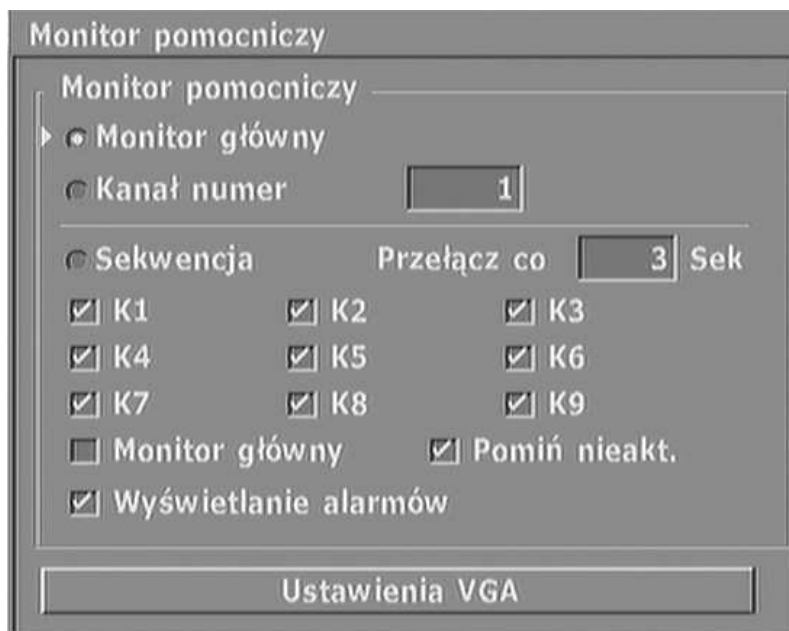 Monitor pomocniczy
Monitor pomocniczy
Monitor główny
Kanał numer 1
Sekwencja Przełącz co 3 Sek
K1 K2 K3
K4 K5 K6
K7 K8 K9
Monitor główny Pomiń nieakt.
Wyświetlanie alarmów
Ustawienia VGA